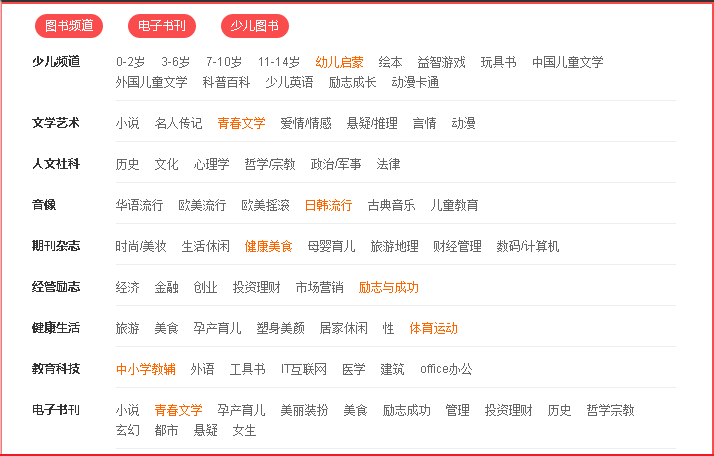 图书频道 电子书刊 少儿图书
少儿频道 0-2岁 3-6岁 7-10岁 11-14岁 幼儿启蒙 绘本 益智游戏 玩具书 中国儿童文学
外国儿童文学 科普百科 少儿英语 励志成长 动漫卡通
文学艺术 小说 名人传记 青春文学 爱情/情感 悬疑/推理 言情 动漫
人文社科 历史 文化 心理学 哲学/宗教 政治/军事 法律
音像 华语流行 欧美流行 欧美摇滚 日韩流行 古典音乐 儿童教育
期刊杂志 时尚/美妆 生活休闲 健康美食 母婴育儿 旅游地理 财经管理 数码/计算机
经管励志 经济 金融 创业 投资理财 市场营销 励志与成功
健康生活 旅游 美食 孕产育儿 塑身美颜 居家休闲 性 体育运动
教育科技 中小学教辅 外语 工具书 IT互联网 医学 建筑 office办公
电子书刊 小说 青春文学 孕产育儿 美丽装扮 美食 励志成功 管理 投资理财 历史 哲学宗教
玄幻 都市 悬疑 女生